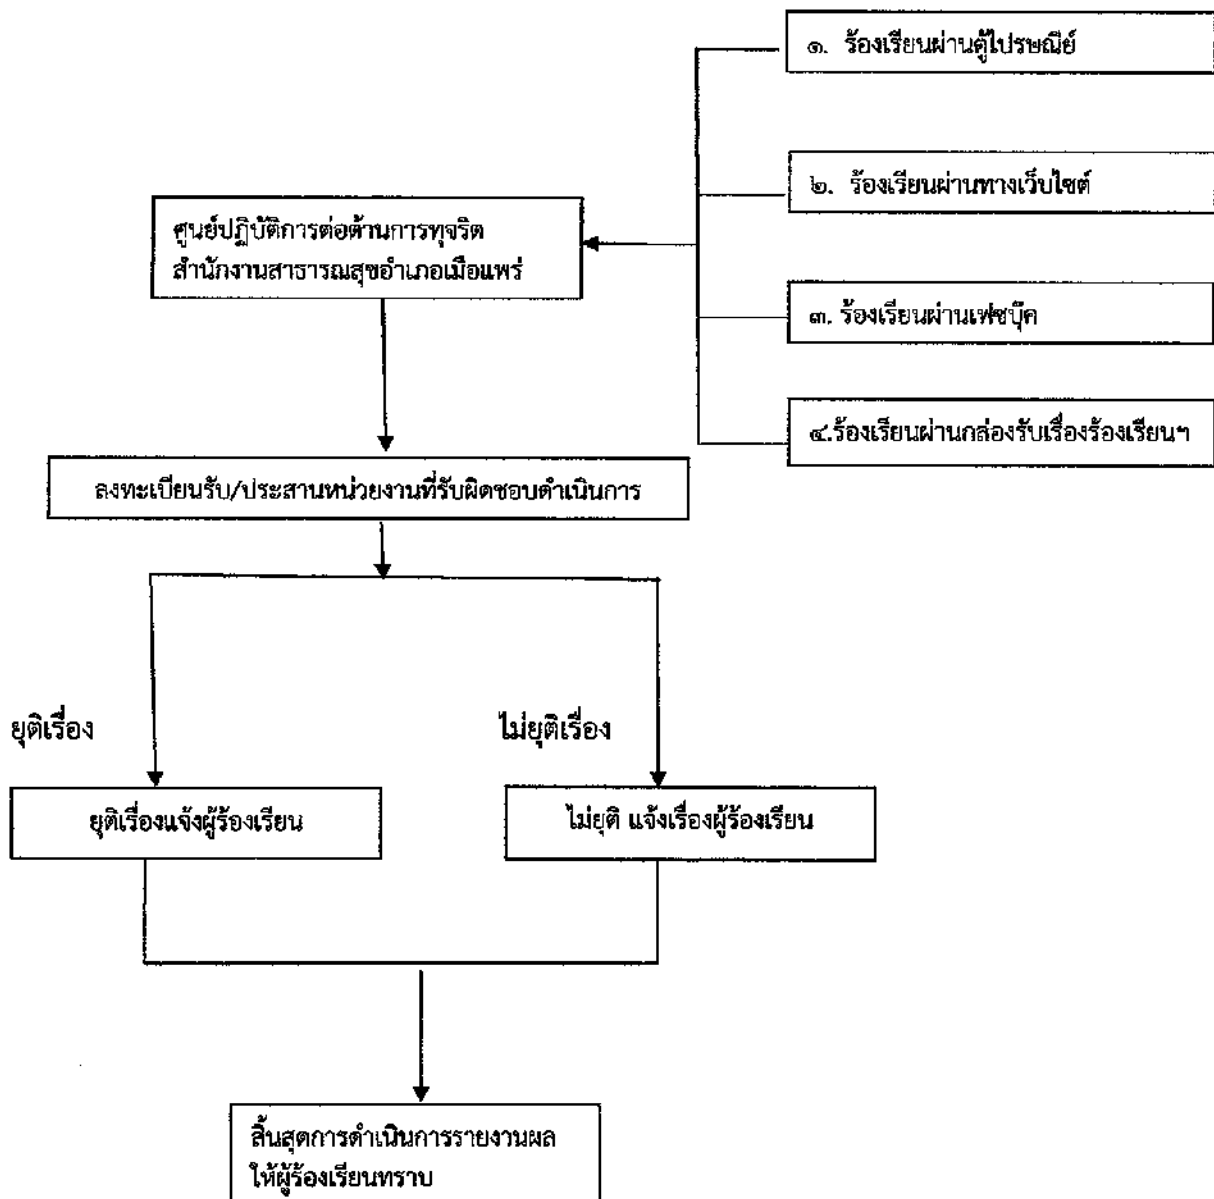 ๑. ร้องเรียนผ่านตู้ไปรษณีย์
๒. ร้องเรียนผ่านทางเว็บไซต์
ศูนย์ปฏิบัติการต่อต้านการทุจริต
สำนักงานสาธารณสุขอำเภอเมือแพร่
๓. ร้องเรียนผ่านเฟซบุ๊ค
๔.ร้องเรียนผ่านกล่องรับเรื่องร้องเรียนฯ
ลงทะเบียนรับ/ประสานหน่วยงานที่รับผิดชอบดำเนินการ
ยุติเรื่อง
ไม่ยุติเรื่อง
ยุติเรื่องแจ้งผู้ร้องเรียน
ไม่ยุติ แจ้งเรื่องผู้ร้องเรียน
สิ้นสุดการดำเนินการรายงานผล
ให้ผู้ร้องเรียนทราบ